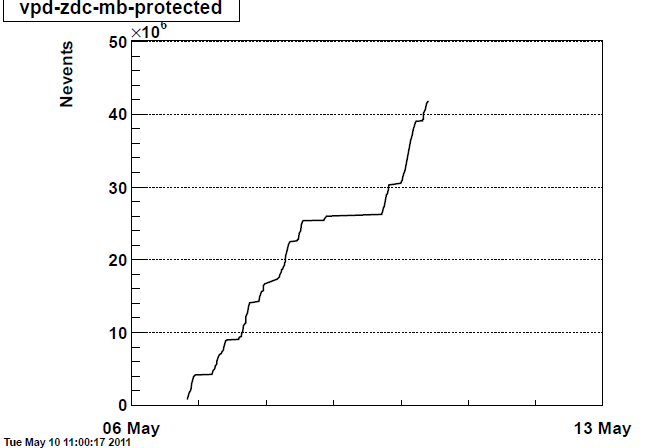 vpd-zdc-mb-protected
×10⁶
Nevents
50
40
30
20
10
0
06 May
13 May
Tue May 10 11:00:17 2011